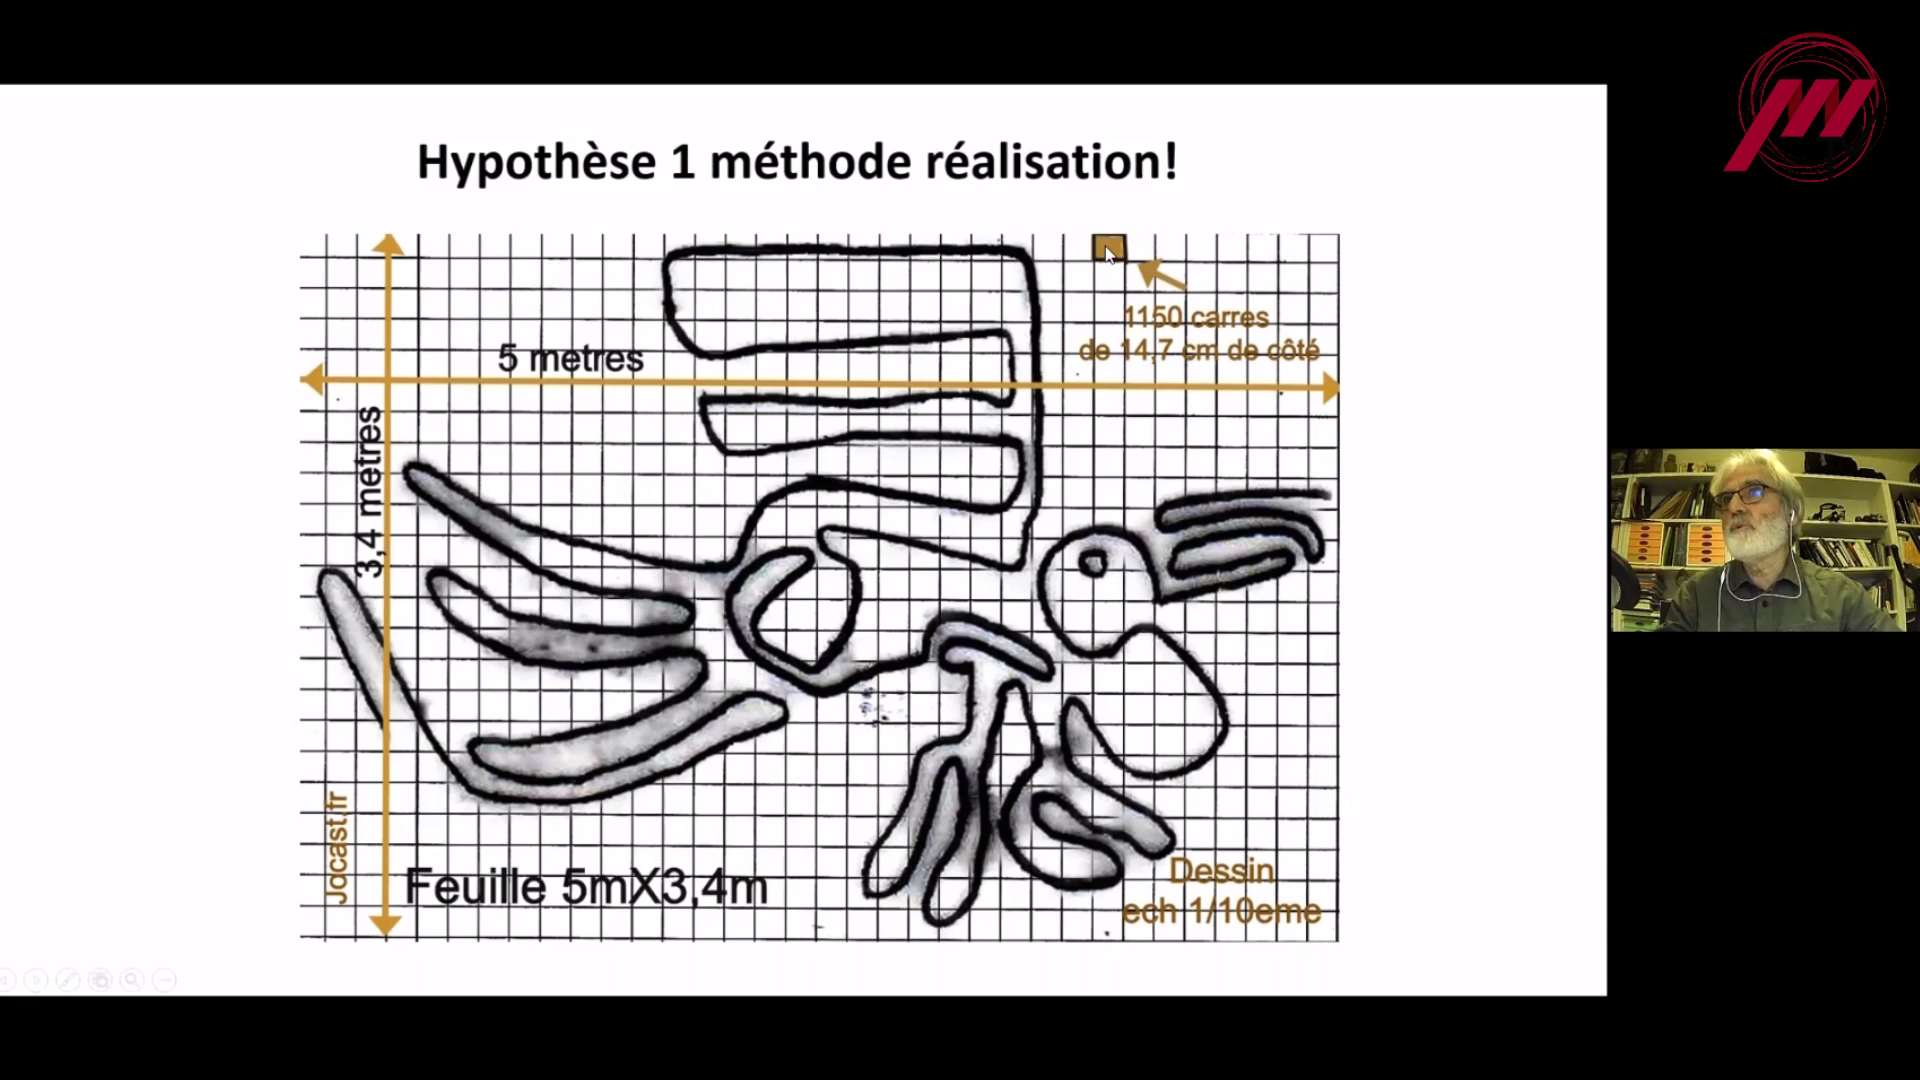 Hypothèse 1 méthode réalisation!
1150 carres
de 14,7 cm de côté
5 metres
3,4 metres
Jocast.fr
Feuille 5mX3,4m
Dessin
ech 1/10eme